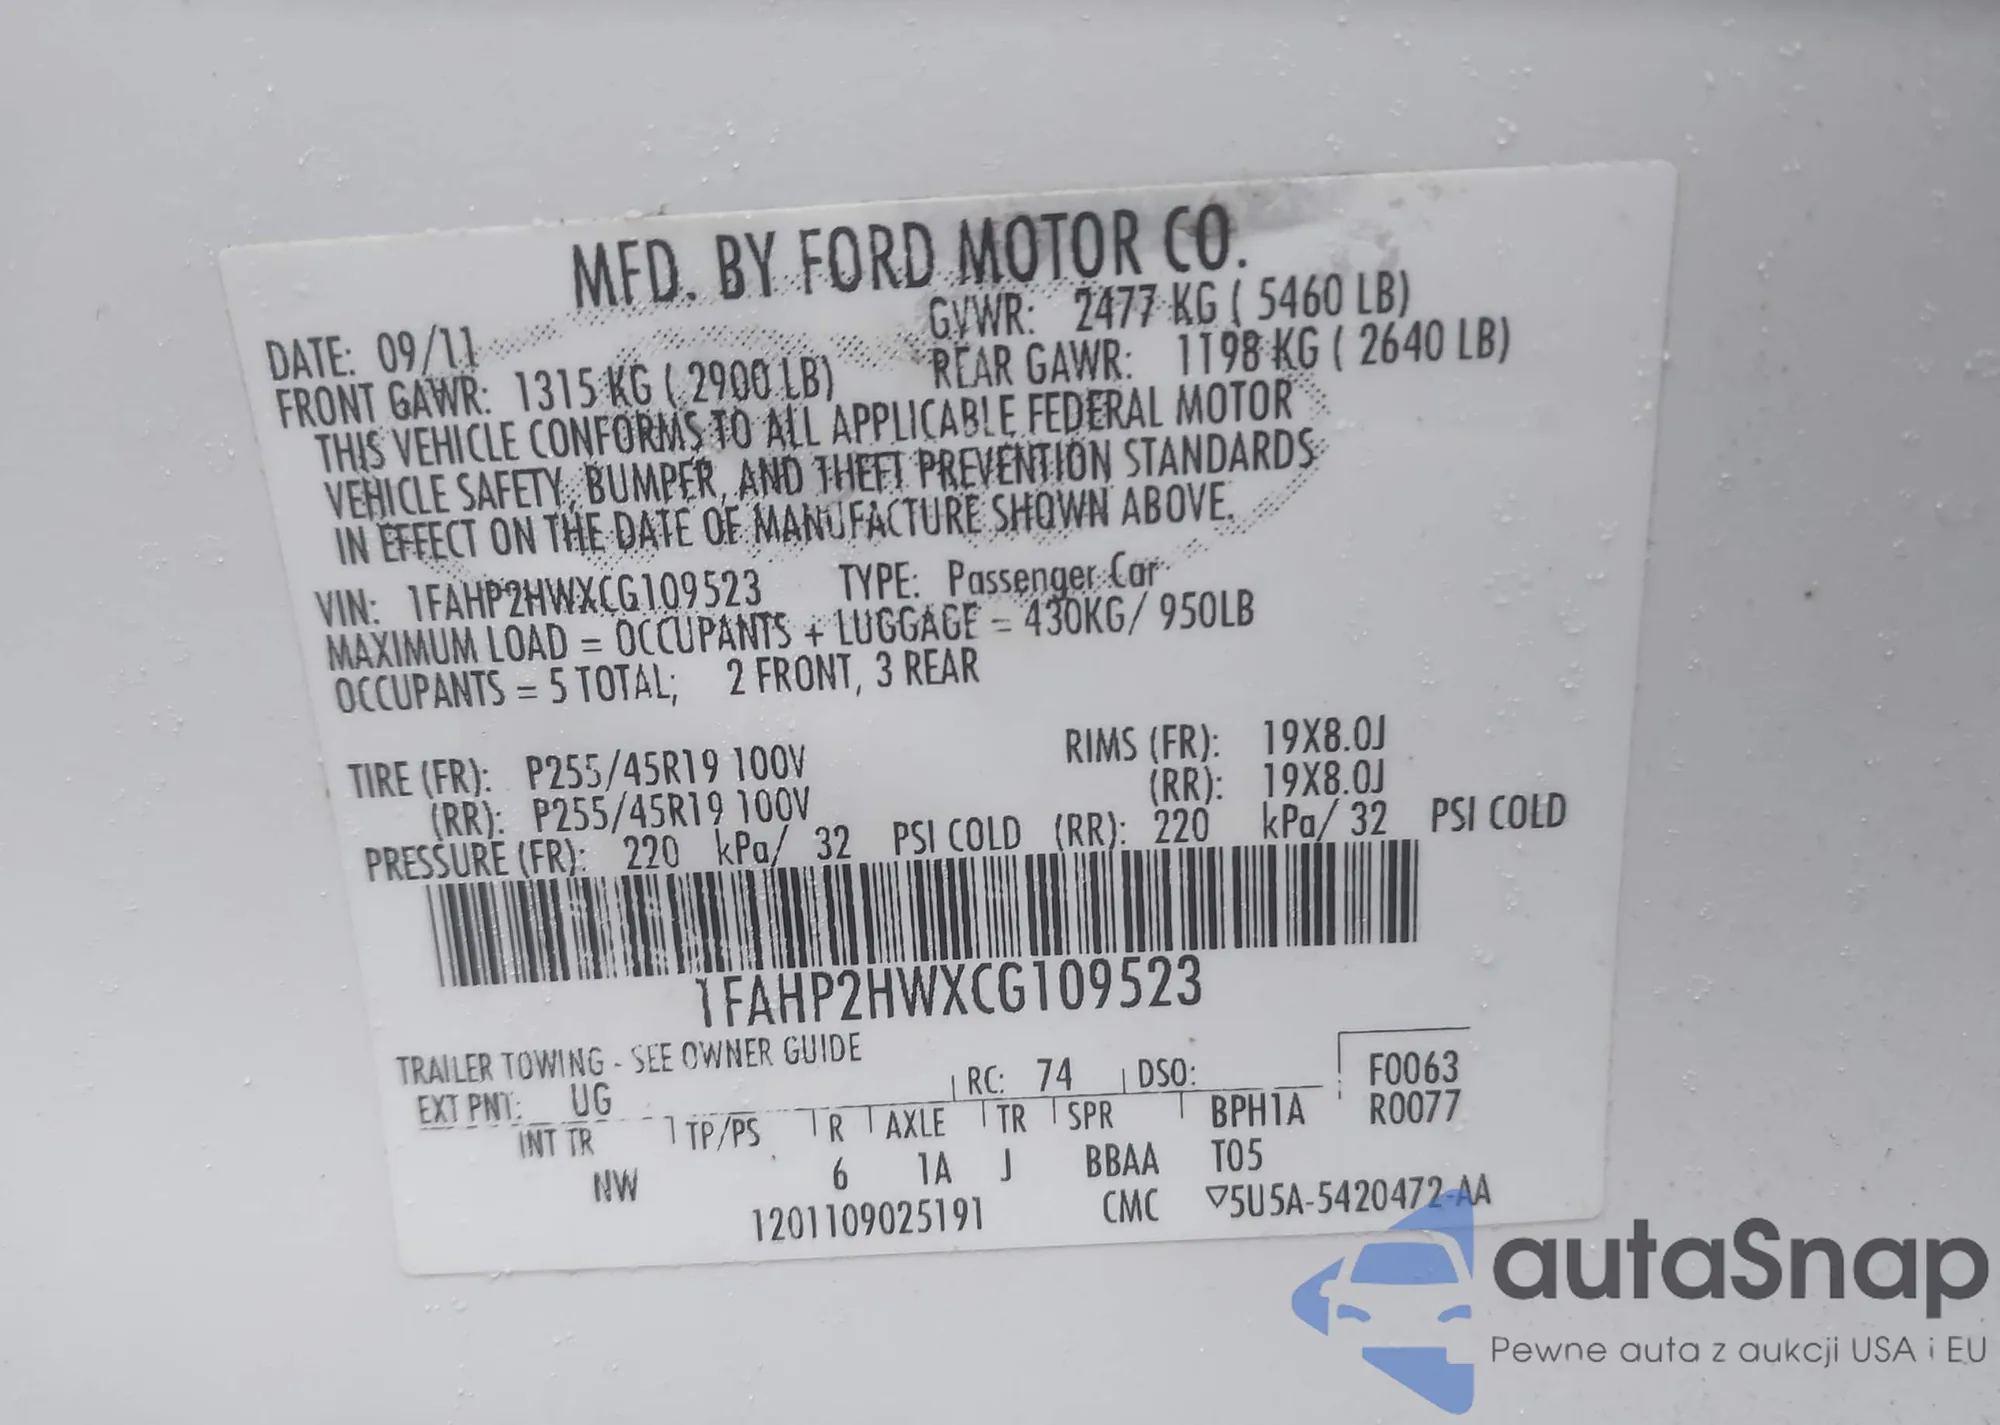 MFD. BY FORD MOTOR CO.
DATE: 09/11 GVWR: 2477 KG ( 5460 LB)
FRONT GAWR: 1315 KG ( 2900 LB) REAR GAWR: 1198 KG ( 2640 LB)
THIS VEHICLE CONFORMS TO ALL APPLICABLE FEDERAL MOTOR
VEHICLE SAFETY, BUMPER, AND THEFT PREVENTION STANDARDS
IN EFFECT ON THE DATE OF MANUFACTURE SHOWN ABOVE.
VIN: 1FAHP2HWXCG109523 TYPE: Passenger Car
MAXIMUM LOAD = OCCUPANTS + LUGGAGE = 430KG/ 950LB
OCCUPANTS = 5 TOTAL; 2 FRONT, 3 REAR
TIRE (FR): P255/45R19 100V RIMS (FR): 19X8.0J
(RR): P255/45R19 100V (RR): 19X8.0J
PRESSURE (FR): 220 kPa/ 32 PSI COLD (RR): 220 kPa/ 32 PSI COLD
1FAHP2HWXCG109523
TRAILER TOWING - SEE OWNER GUIDE
EXT PNT: UG RC: 74 DSO: F0063
INT TR TP/PS R AXLE TR SPR BPH1A R0077
NW 6 1A J BBAA T05
1201109025191 CMC ▽5U5A-5420472-AA
autaSnap
Pewne auta z aukcji USA i EU